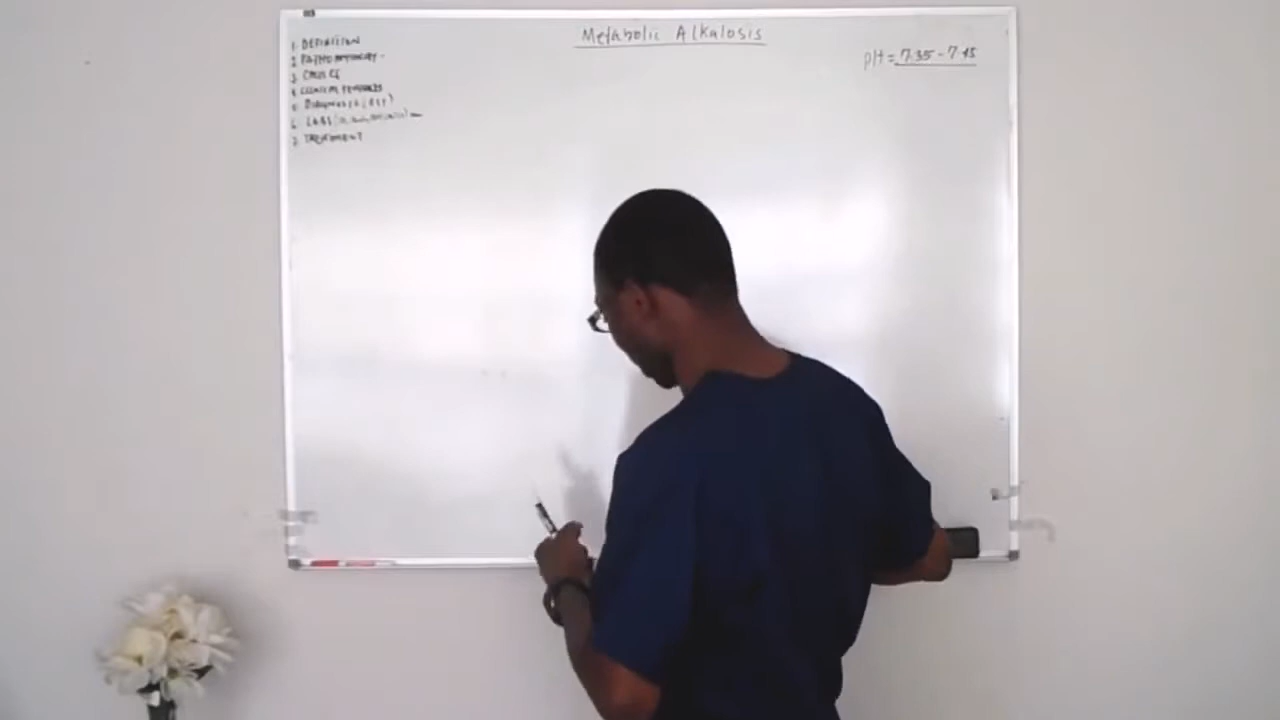 Metabolic Alkalosis
pH = 7.35 - 7.45
1. DEFINITION
2. PATHOPHYSIOLOGY
3. CAUSES
4. CLINICAL FEATURES
5. DIAGNOSIS
6. LABS
7. TREATMENT